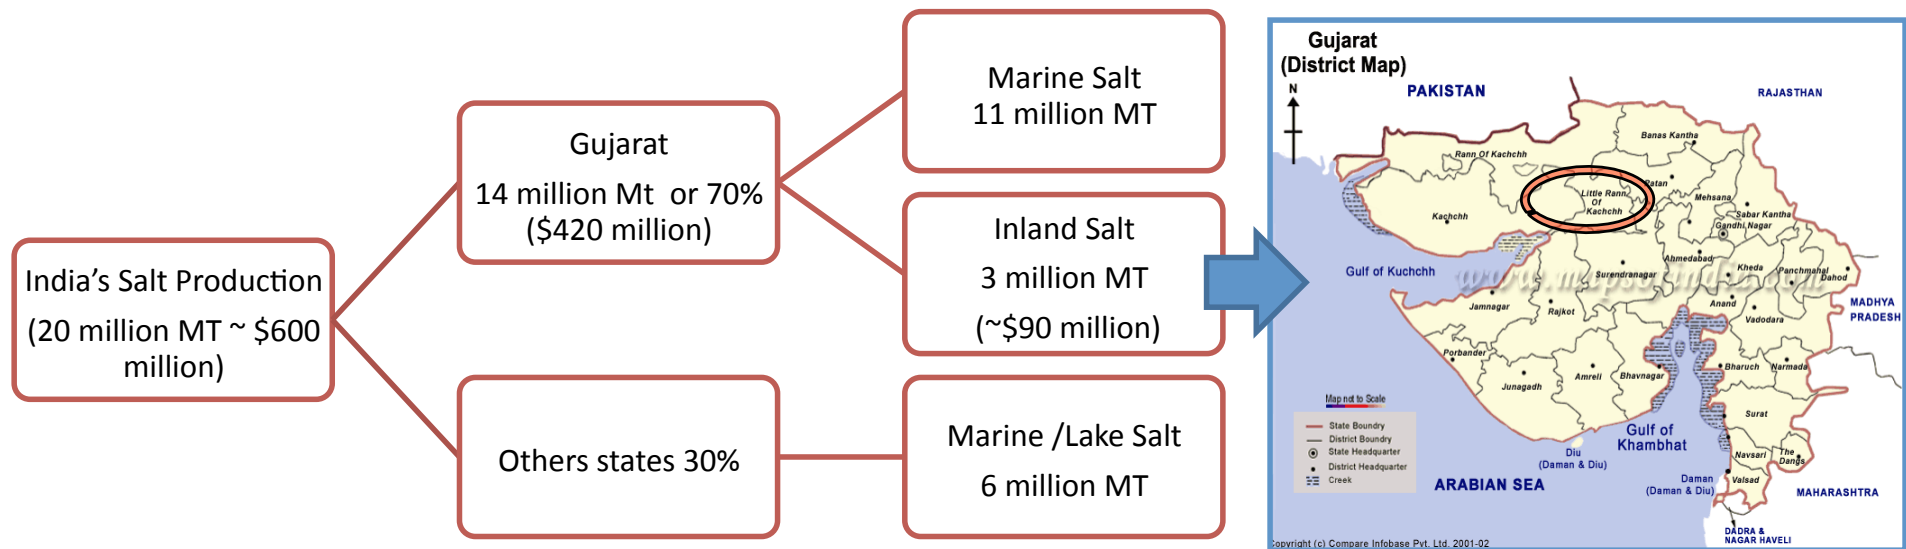 India's Salt Production
(20 million MT ~ $600
million)
Gujarat
14 million Mt or 70%
($420 million)
Others states 30%
Marine Salt
11 million MT
Inland Salt
3 million MT
(~$90 million)
Marine /Lake Salt
6 million MT
Gujarat
(District Map)
N
PAKISTAN
RAJASTHAN
Banas Kantha
Rann Of Kachchh
Patan
Little Rann
Of
Kachchh
Mehsana
Kachchh
Sabar Kantha
Gandhi Nagar
Gulf of Kuchchh
Ahmedabad
Surendranagar
Kheda
Panchmahal
Dahod
www.mapsofindia.com
Jamnagar
Rajkot
Anand
Vadodara
MADHYA
PRADESH
Porbander
Junagadh
Amreli
Bhavnagar
Bharuch
Narmada
Map not to Scale
State Boundry
District Boundry
State Headquarter
District Headquarter
Creek
Surat
Gulf of
Khambhat
Diu
(Daman & Diu)
Navsari
The
Dangs
Valsad
Daman
(Daman & Diu)
ARABIAN SEA
MAHARASHTRA
DADRA &
NAGAR HAVELI
Copyright (c) Compare Infobase Pvt. Ltd. 2001-02